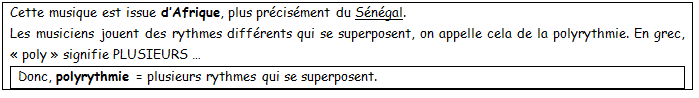 Cette musique est issue d'Afrique, plus précisément du Sénégal.
Les musiciens jouent des rythmes différents qui se superposent, on appelle cela de la polyrythmie. En grec,
« poly » signifie PLUSIEURS …
Donc, polyrythmie = plusieurs rythmes qui se superposent.